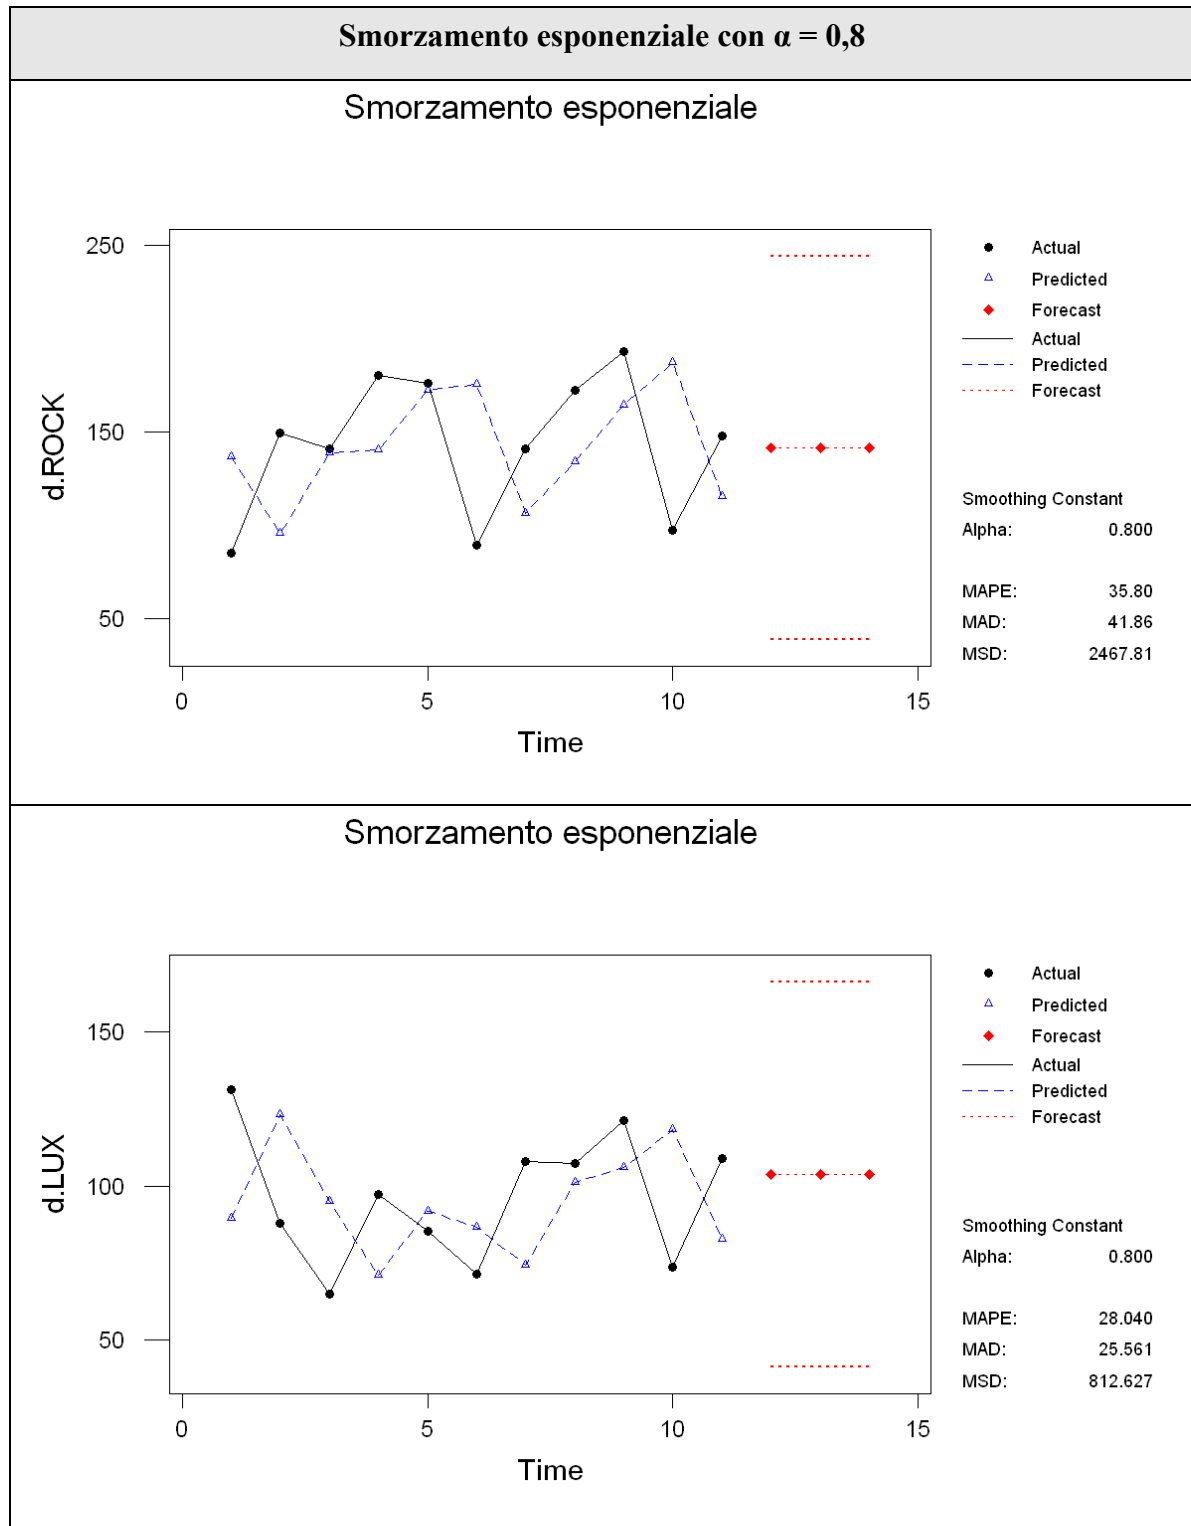 Smorzamento esponenziale con α = 0,8
Smorzamento esponenziale
250
150
50
d.ROCK
0 5 10 15
Time
Actual
Predicted
Forecast
Actual
Predicted
Forecast
Smoothing Constant
Alpha: 0.800
MAPE: 35.80
MAD: 41.86
MSD: 2467.81
Smorzamento esponenziale
150
100
50
d.LUX
0 5 10 15
Time
Actual
Predicted
Forecast
Actual
Predicted
Forecast
Smoothing Constant
Alpha: 0.800
MAPE: 28.040
MAD: 25.561
MSD: 812.627